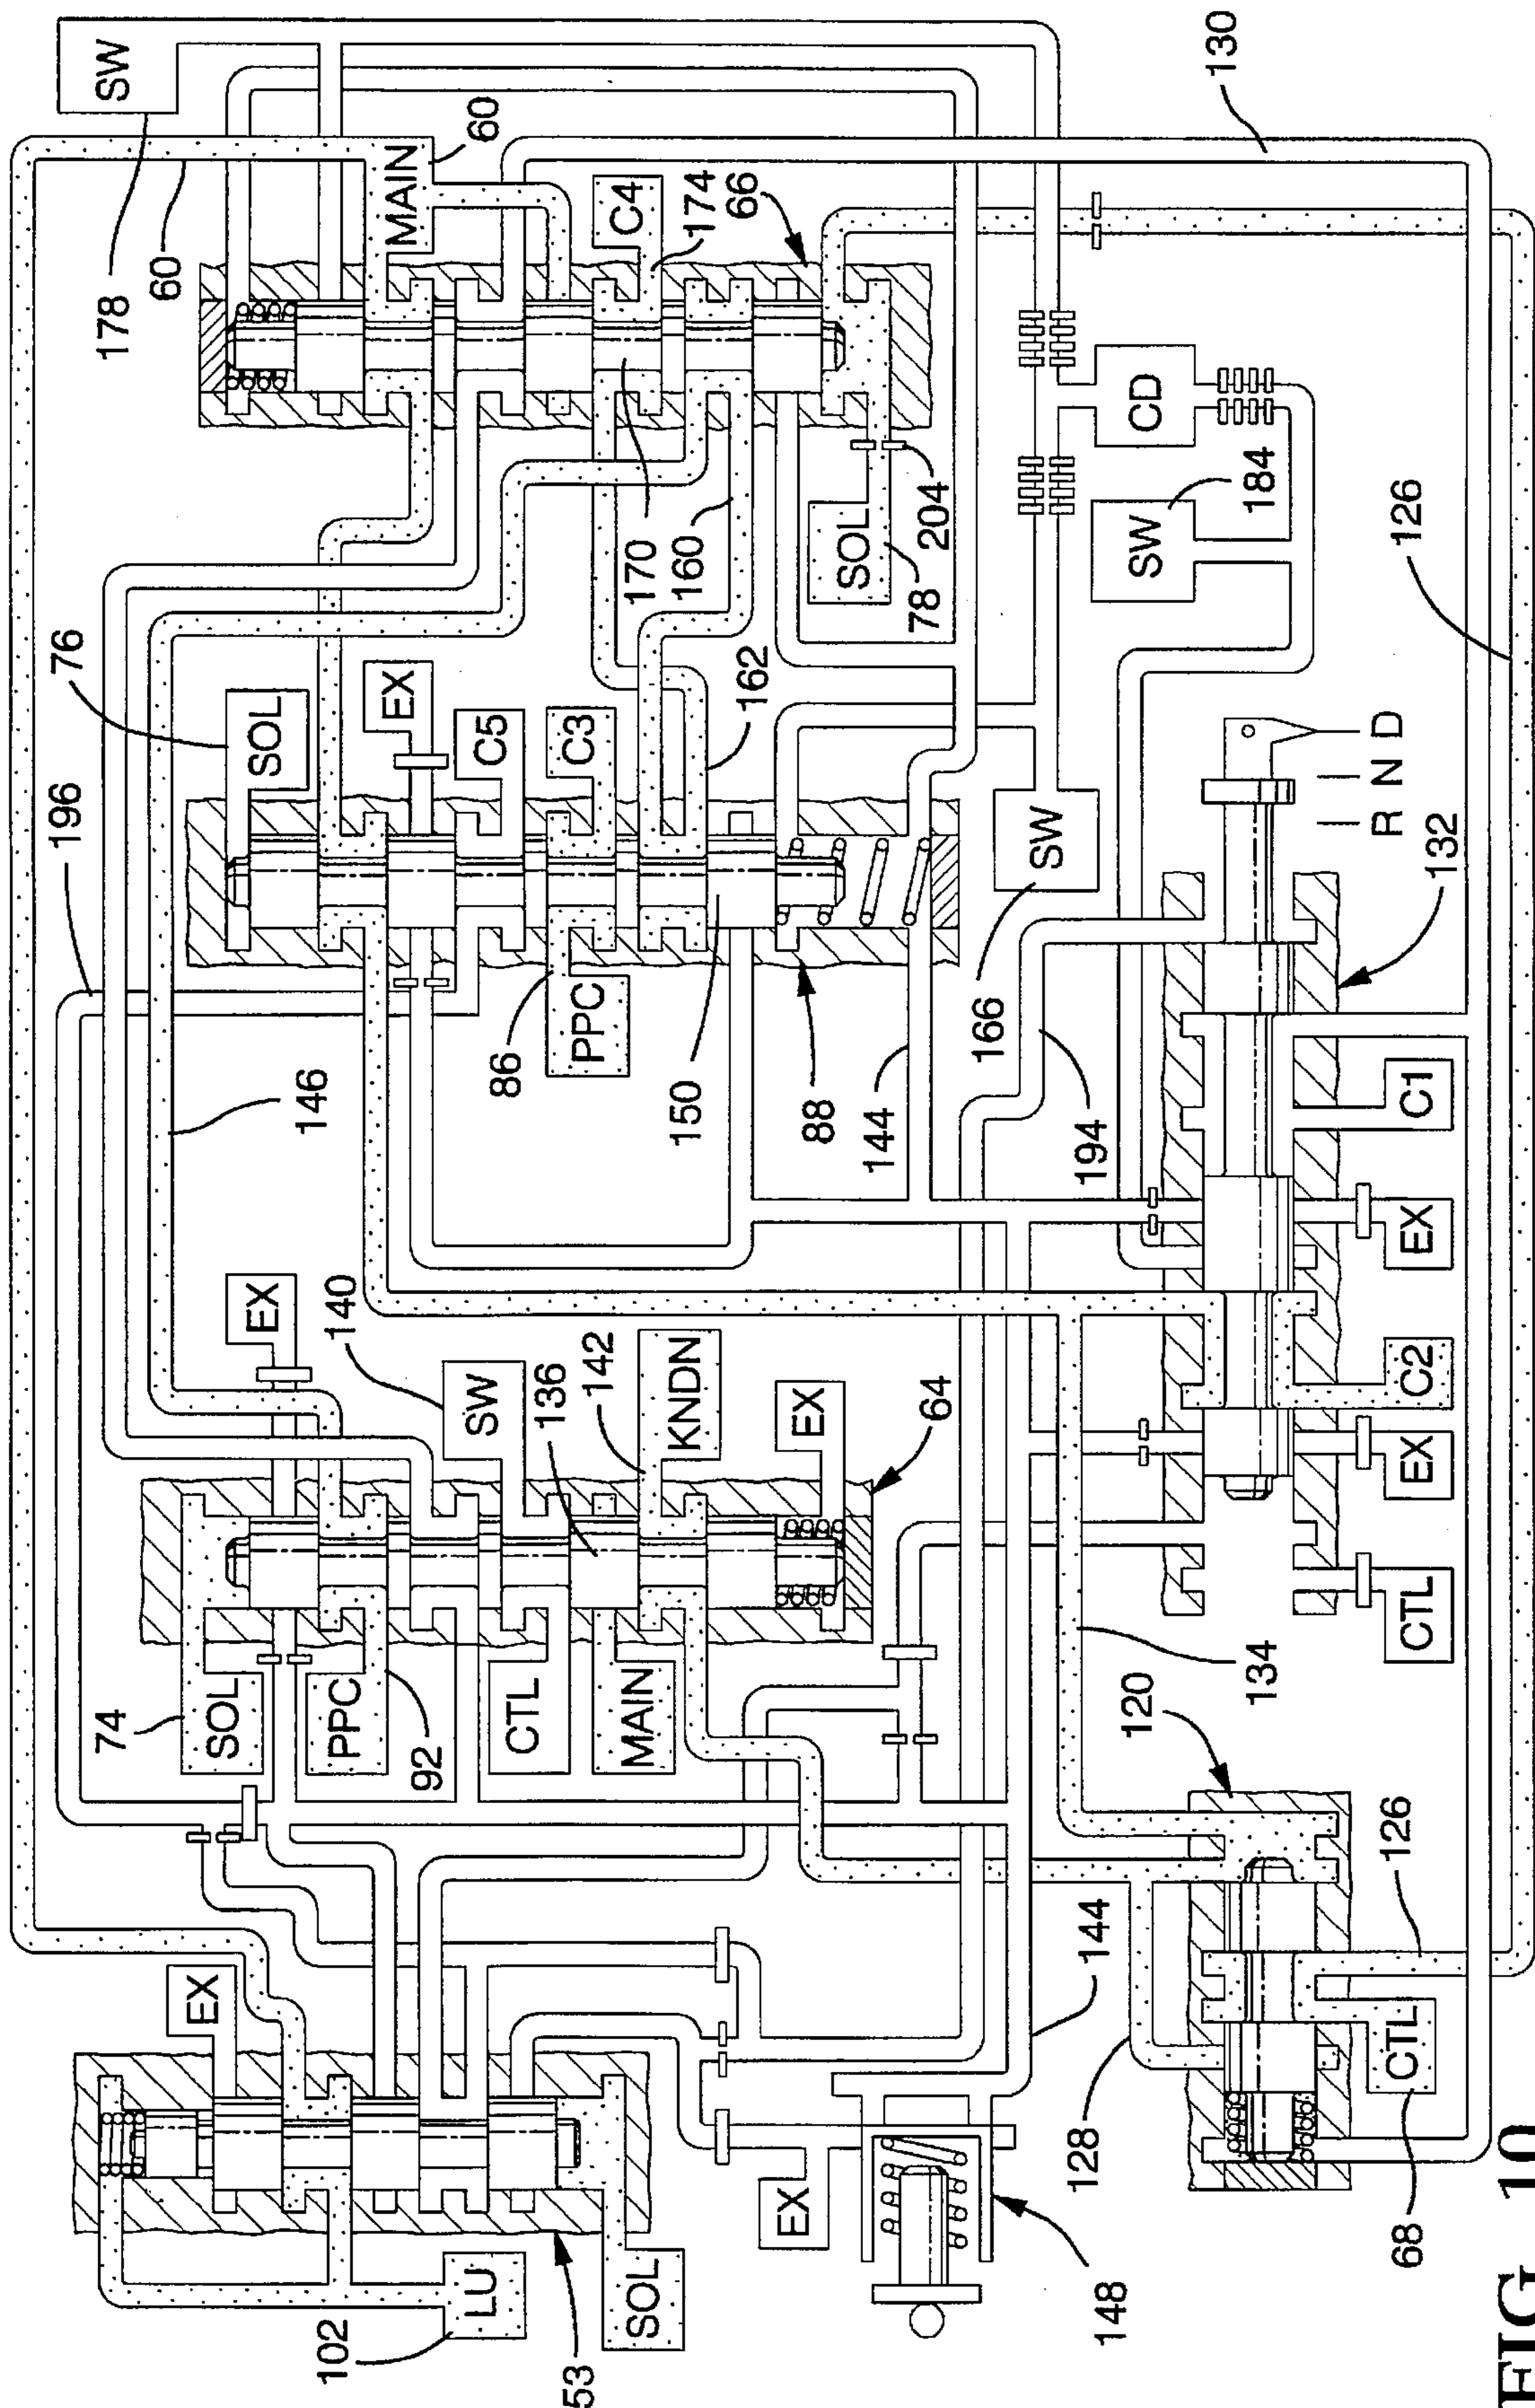 SW
178
60
MAIN
60
130
C4
174
66
CD
SW
184
126
170
160
SOL
204
78
76
SOL
EX
C5
C3
162
196
SW
166
R N D
132
86
PPC
150
88
146
144
194
C1
EX
C2
EX
CTL
EX
140
SW
136
142
KNDN
EX
64
74
SOL
PPC
92
CTL
MAIN
134
120
126
EX
144
128
CTL
68
LU
102
SOL
53
EX
148
FIG. 10